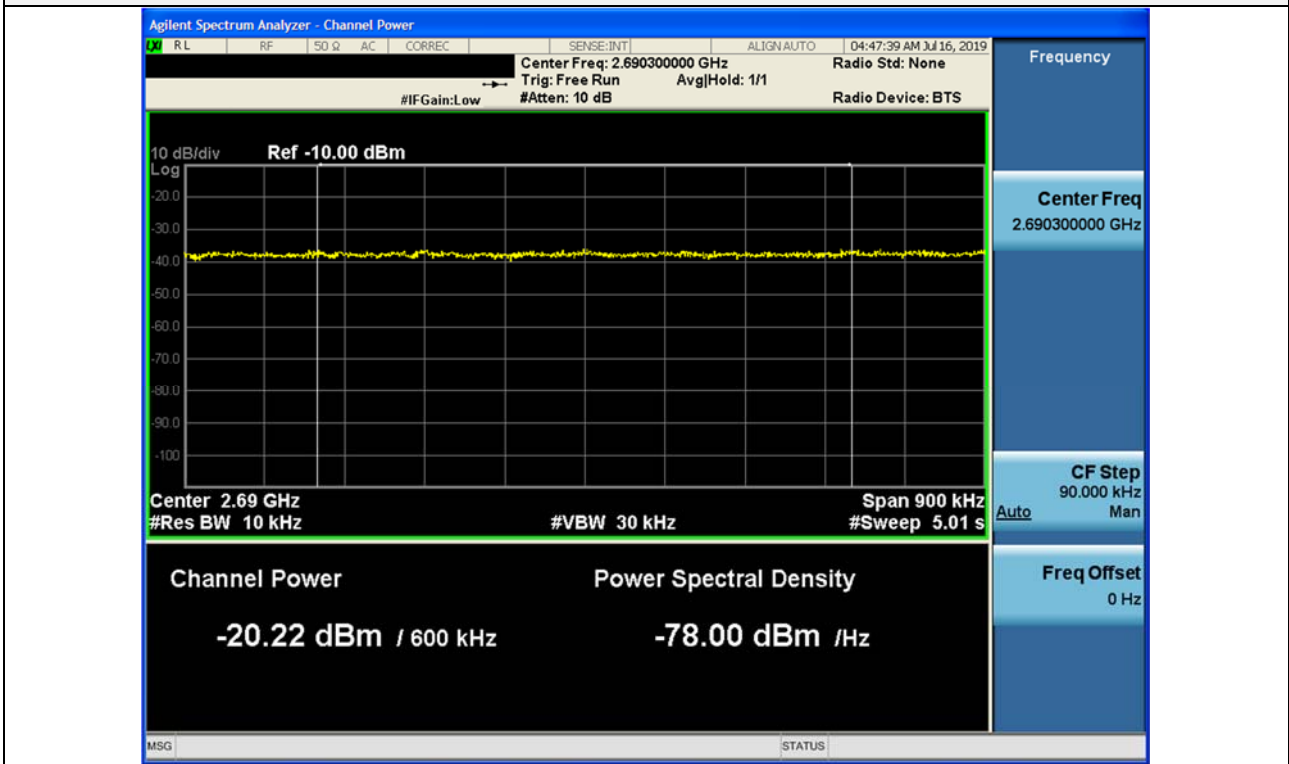 Agilent Spectrum Analyzer - Channel Power
LXI RL RF 50 Ω AC CORREC SENSE:INT ALIGN AUTO 04:47:39 AM Jul 16, 2019
Center Freq: 2.690300000 GHz Radio Std: None
Trig: Free Run Avg|Hold: 1/1
#IFGain:Low #Atten: 10 dB Radio Device: BTS
10 dB/div Ref -10.00 dBm
Log
-20.0
-30.0
-40.0
-50.0
-60.0
-70.0
-80.0
-90.0
-100
Center 2.69 GHz Span 900 kHz
#Res BW 10 kHz #VBW 30 kHz #Sweep 5.01 s
Channel Power Power Spectral Density
-20.22 dBm / 600 kHz -78.00 dBm /Hz
MSG STATUS
Frequency
Center Freq
2.690300000 GHz
CF Step
90.000 kHz
Auto Man
Freq Offset
0 Hz